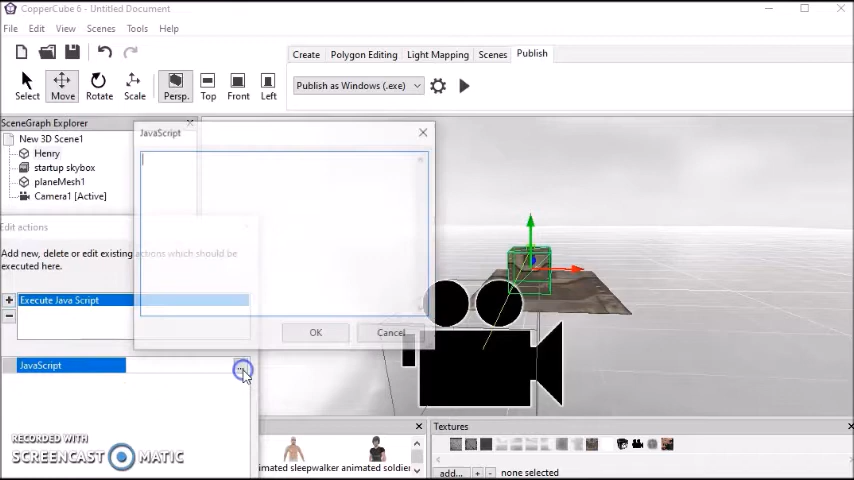 CopperCube 6 - Untitled Document
File Edit View Scenes Tools Help
Create Polygon Editing Light Mapping Scenes Publish
Select Move Rotate Scale Persp. Top Front Left
Publish as Windows (.exe)
SceneGraph Explorer
New 3D Scene1
Henry
startup skybox
planeMesh1
Camera1 [Active]
JavaScript
Edit actions
Add new, delete or edit existing actions which should be
executed here.
Execute Java Script
OK Cancel
JavaScript
...
Textures
imated sleepwalker animated soldier
add... + - none selected
RECORDED WITH
SCREENCAST MATIC